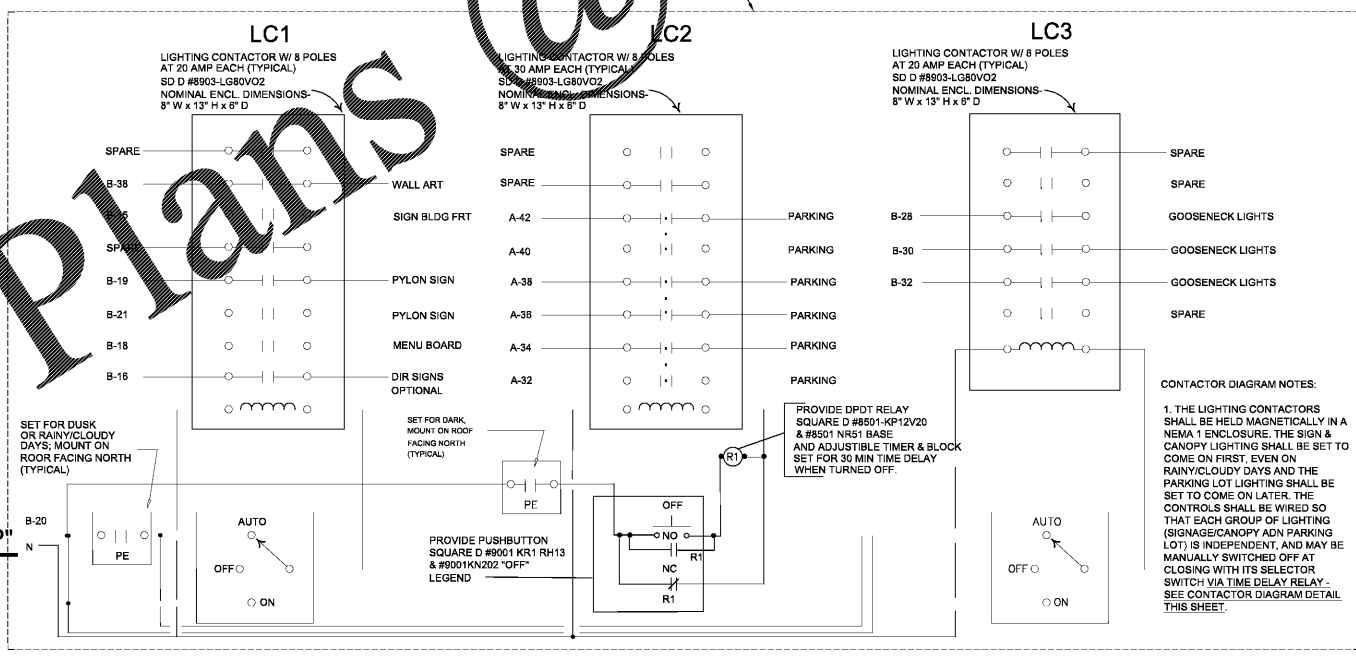 LC1
LIGHTING CONTACTOR W/ 8 POLES
AT 20 AMP EACH (TYPICAL)
SD D #8903-LG80VO2
NOMINAL ENCL. DIMENSIONS-
8" W x 13" H x 6" D
SPARE
B-38
WALL ART
B-15
SIGN BLDG FRT
SPARE
B-19
PYLON SIGN
B-21
PYLON SIGN
B-18
MENU BOARD
B-16
DIR SIGNS
OPTIONAL
LC2
LIGHTING CONTACTOR W/ 8 POLES
AT 30 AMP EACH (TYPICAL)
SD D #8903-LG80VO2
NOMINAL ENCL. DIMENSIONS-
8" W x 13" H x 6" D
SPARE
SPARE
A-42
PARKING
A-40
PARKING
A-38
PARKING
A-36
PARKING
A-34
PARKING
A-32
PARKING
LC3
LIGHTING CONTACTOR W/ 8 POLES
AT 20 AMP EACH (TYPICAL)
SD D #8903-LG80VO2
NOMINAL ENCL. DIMENSIONS-
8" W x 13" H x 6" D
SPARE
SPARE
B-28
GOOSENECK LIGHTS
B-30
GOOSENECK LIGHTS
B-32
GOOSENECK LIGHTS
SPARE
Plans @
SET FOR DUSK
OR RAINY/CLOUDY
DAYS; MOUNT ON
ROOR FACING NORTH
(TYPICAL)
B-20
N
PE
AUTO
OFF
ON
SET FOR DARK,
MOUNT ON ROOF
FACING NORTH
(TYPICAL)
PE
PROVIDE PUSHBUTTON
SQUARE D #9001 KR1 RH13
& #9001KN202 "OFF"
LEGEND
OFF
NO
R1
NC
R1
R1
PROVIDE DPDT RELAY
SQUARE D #8501-KP12V20
& #8501 NR51 BASE
AND ADJUSTIBLE TIMER & BLOCK
SET FOR 30 MIN TIME DELAY
WHEN TURNED OFF.
AUTO
OFF
ON
CONTACTOR DIAGRAM NOTES:
1. THE LIGHTING CONTACTORS
SHALL BE HELD MAGNETICALLY IN A
NEMA 1 ENCLOSURE. THE SIGN &
CANOPY LIGHTING SHALL BE SET TO
COME ON FIRST, EVEN ON
RAINY/CLOUDY DAYS AND THE
PARKING LOT LIGHTING SHALL BE
SET TO COME ON LATER. THE
CONTROLS SHALL BE WIRED SO
THAT EACH GROUP OF LIGHTING
(SIGNAGE/CANOPY ADN PARKING
LOT) IS INDEPENDENT, AND MAY BE
MANUALLY SWITCHED OFF AT
CLOSING WITH ITS SELECTOR
SWITCH VIA TIME DELAY RELAY -
SEE CONTACTOR DIAGRAM DETAIL
THIS SHEET.